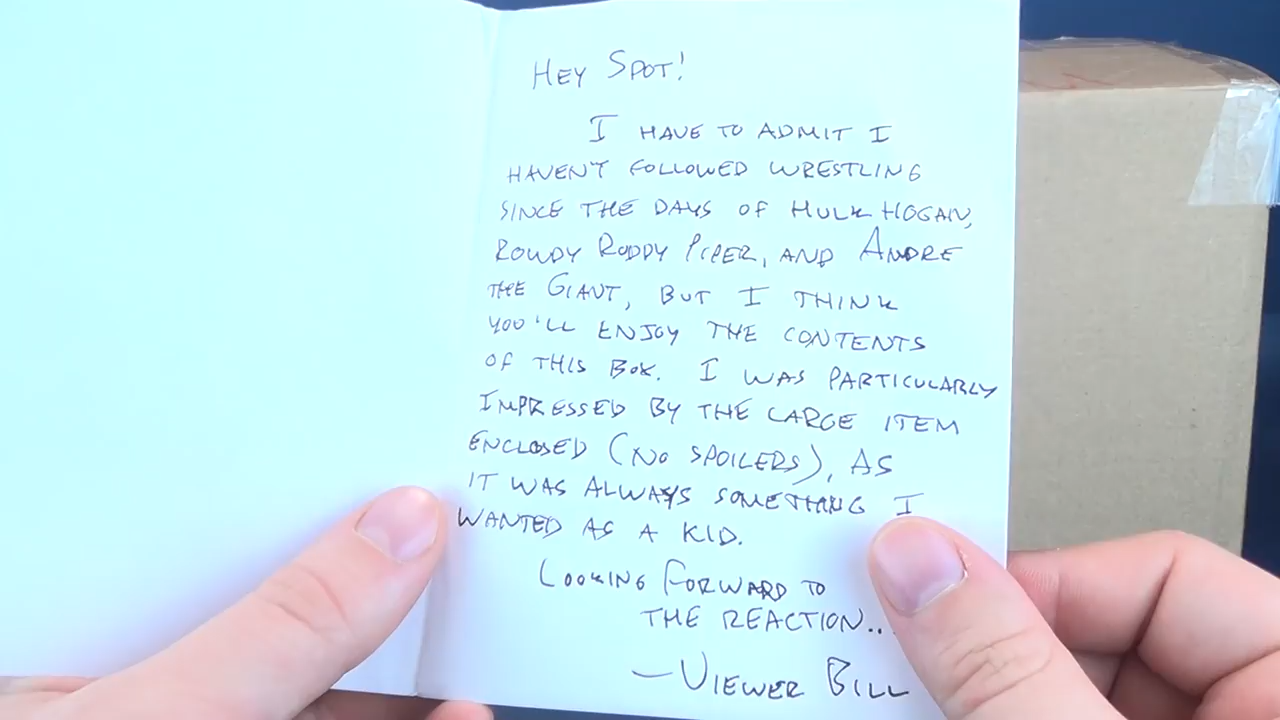 HEY SPOT!
I HAVE TO ADMIT I
HAVEN'T FOLLOWED WRESTLING
SINCE THE DAYS OF HULK HOGAN,
ROWDY RODDY PIPER, AND ANDRE
THE GIANT, BUT I THINK
YOU'LL ENJOY THE CONTENTS
OF THIS BOX. I WAS PARTICULARLY
IMPRESSED BY THE LARGE ITEM
ENCLOSED (NO SPOILERS), AS
IT WAS ALWAYS SOMETHING I
WANTED AS A KID.
LOOKING FORWARD TO
THE REACTION...
—VIEWER BILL